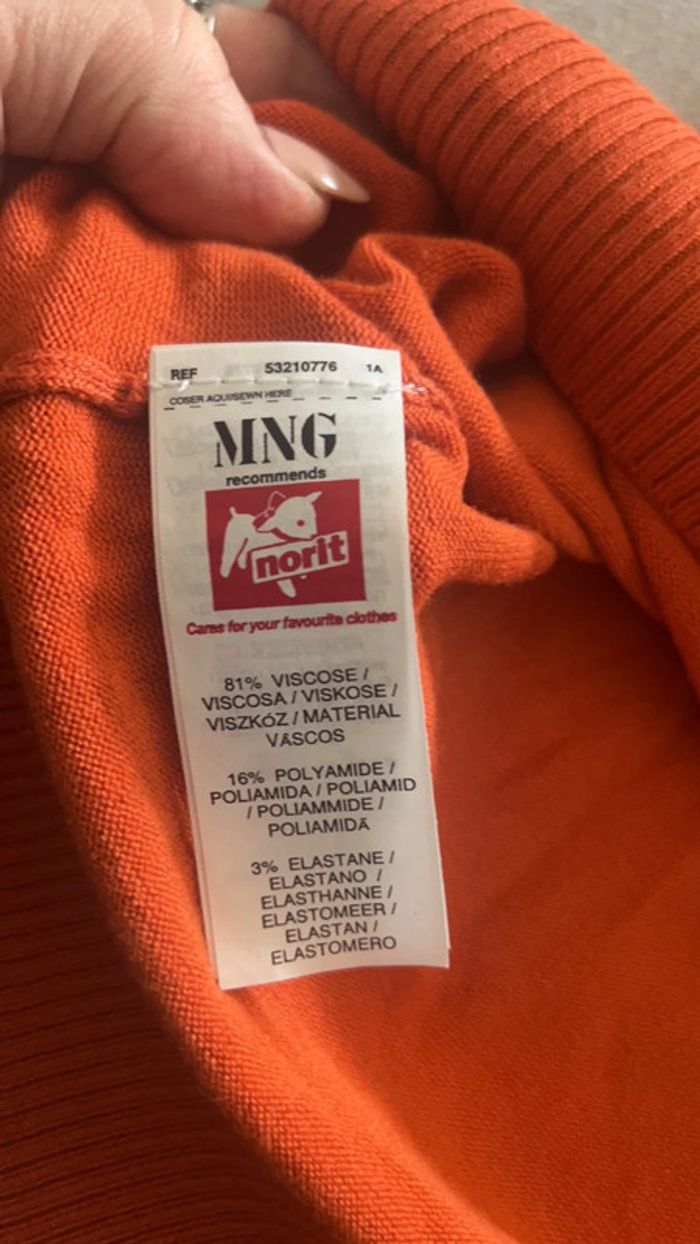 REF 53210776 1A
COSER AQUI/SEWN HERE
MNG
recommends
norit
Cares for your favourite clothes
81% VISCOSE /
VISCOSA / VISKOSE /
VISZKÓZ / MATERIAL
VÂSCOS
16% POLYAMIDE /
POLIAMIDA / POLIAMID
/ POLIAMMIDE /
POLIAMIDĂ
3% ELASTANE /
ELASTANO /
ELASTHANNE /
ELASTOMEER /
ELASTAN /
ELASTOMERO